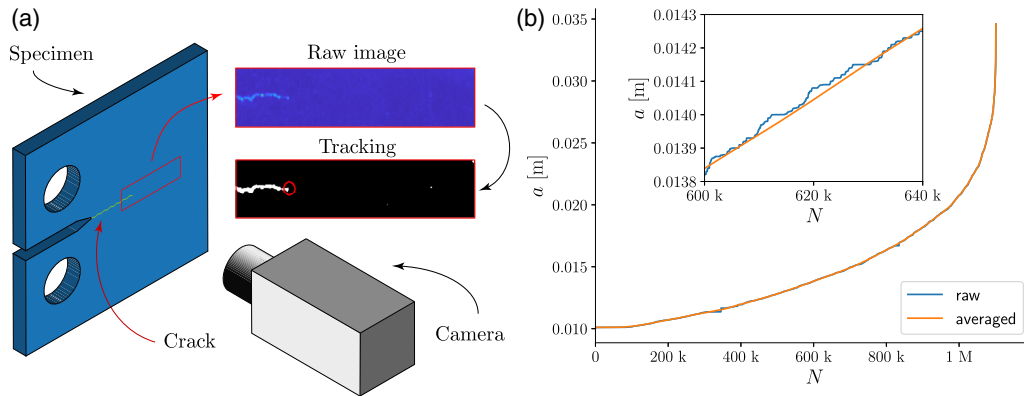 (a)
Specimen
Raw image
Tracking
Crack
Camera
(b)
a [m]
0.035
0.030
0.025
0.020
0.015
0.010
0
200 k
400 k
600 k
800 k
1 M
N
a [m]
0.0143
0.0142
0.0141
0.0140
0.0139
0.0138
600 k
620 k
640 k
N
raw
averaged